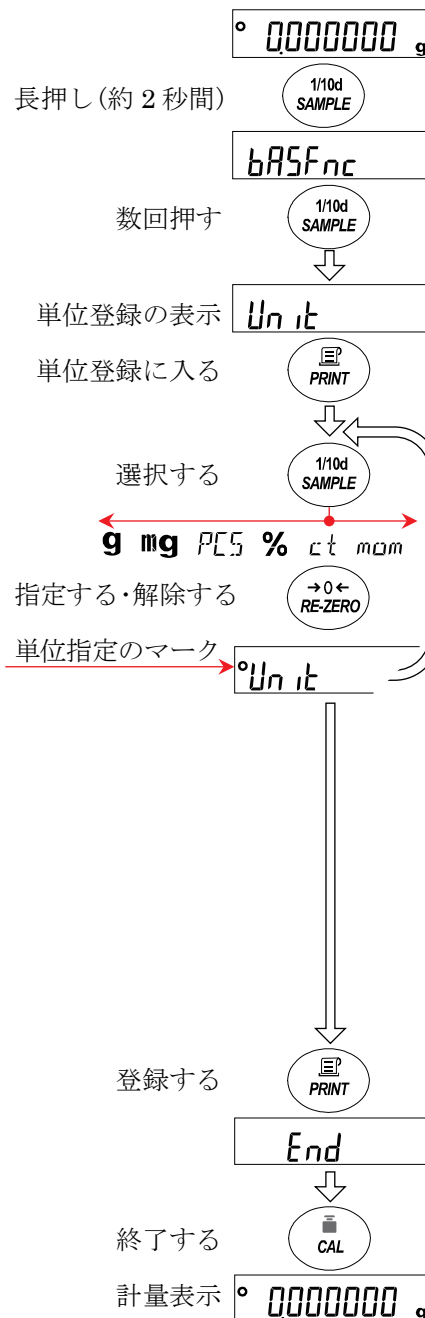 ° 0.000000 g
長押し(約 2 秒間)
1/10d
SAMPLE
bASFnc
数回押す
1/10d
SAMPLE
単位登録の表示
Unit
単位登録に入る
PRINT
選択する
1/10d
SAMPLE
g mg PCS % ct mom
指定する・解除する
→0←
RE-ZERO
単位指定のマーク
°Unit
登録する
PRINT
End
終了する
CAL
計量表示
° 0.000000 g